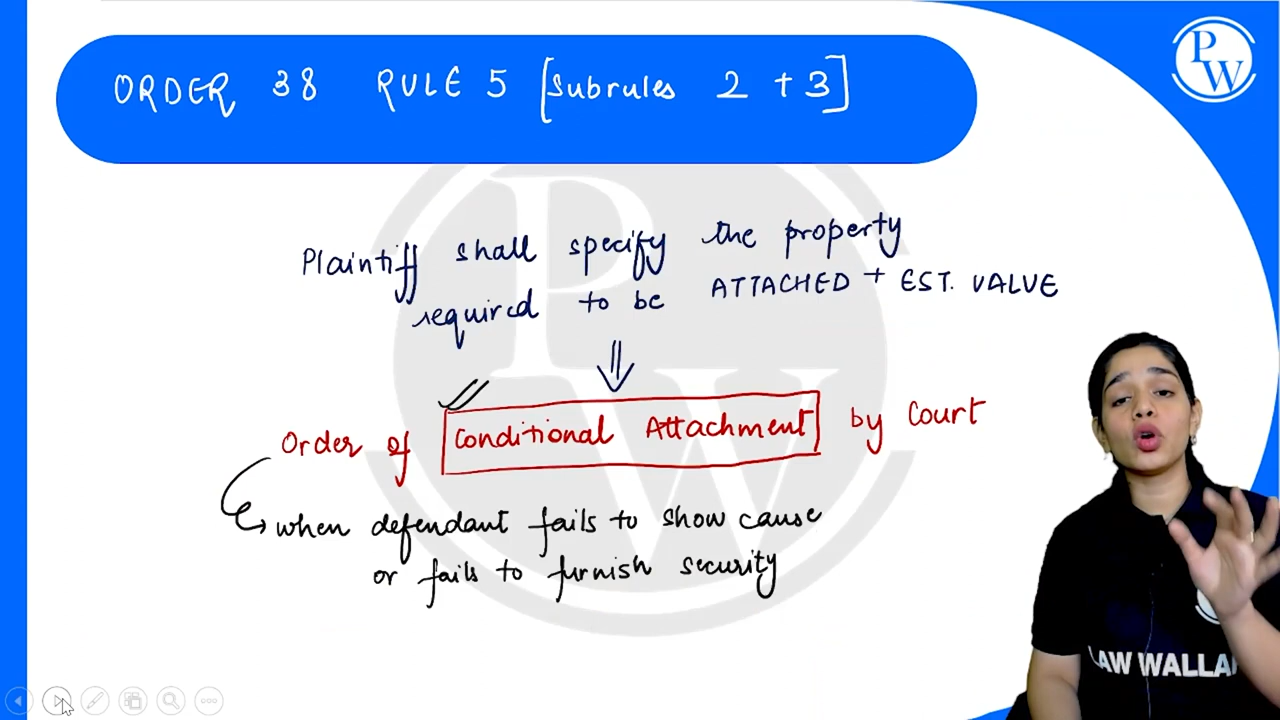 ORDER 38 RULE 5 [Subrules 2 + 3]
PW
Plaintiff shall specify the property
required to be ATTACHED + EST. VALUE
Order of Conditional Attachment by Court
when defendant fails to show cause
or fails to furnish security
LAW WALLA